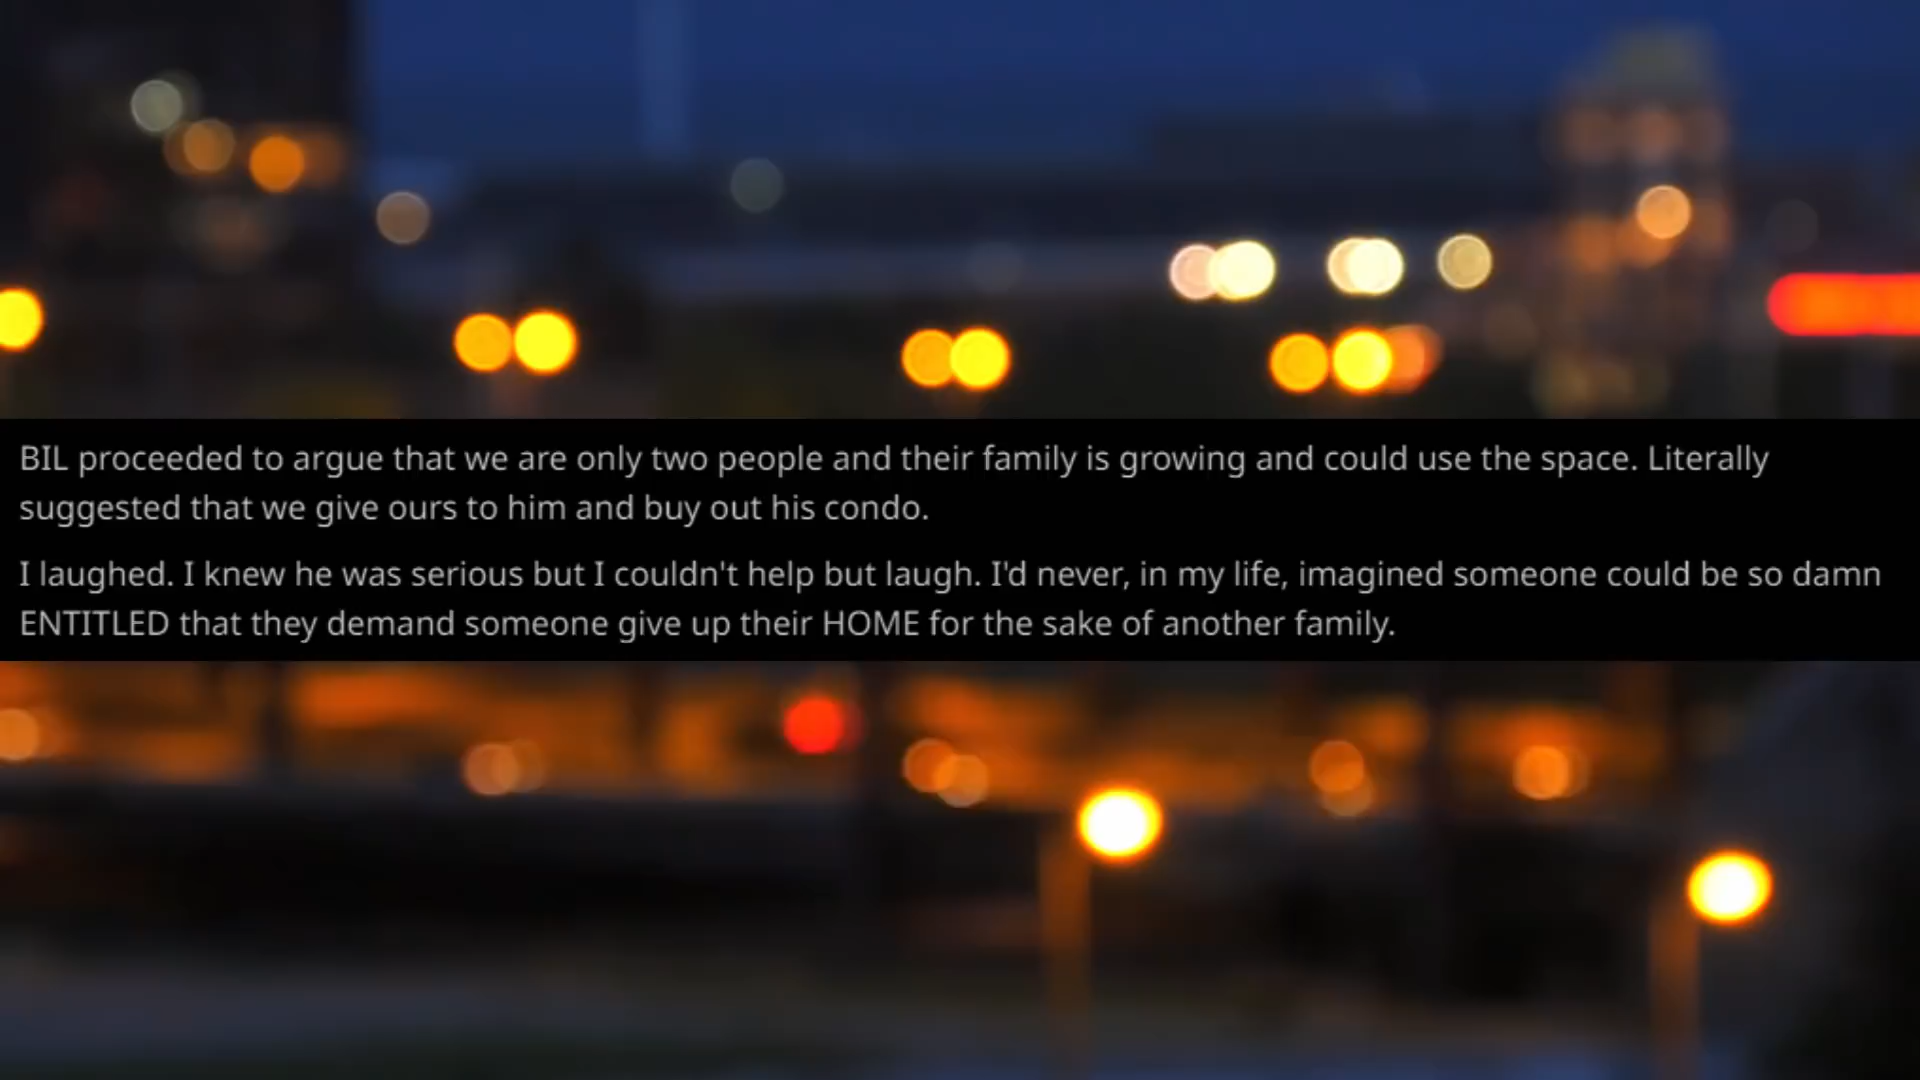 BIL proceeded to argue that we are only two people and their family is growing and could use the space. Literally
suggested that we give ours to him and buy out his condo.
I laughed. I knew he was serious but I couldn't help but laugh. I'd never, in my life, imagined someone could be so damn
ENTITLED that they demand someone give up their HOME for the sake of another family.